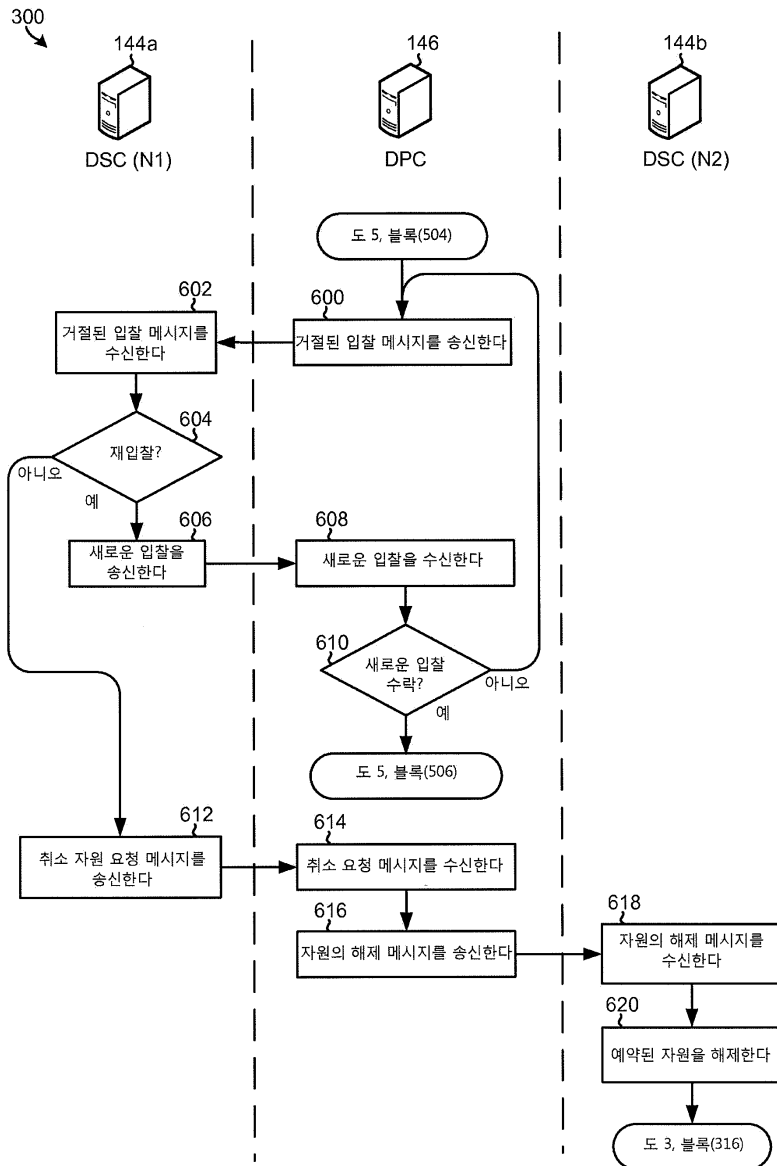 300
144a
146
144b
DSC (N1)
DPC
DSC (N2)
도 5, 블록(504)
602
거절된 입찰 메시지를
수신한다
600
거절된 입찰 메시지를 송신한다
604
재입찰?
아니오
예
606
새로운 입찰을
송신한다
608
새로운 입찰을 수신한다
610
새로운 입찰
수락?
아니오
예
도 5, 블록(506)
612
취소 자원 요청 메시지를
송신한다
614
취소 요청 메시지를 수신한다
616
자원의 해제 메시지를 송신한다
618
자원의 해제 메시지를
수신한다
620
예약된 자원을 해제한다
도 3, 블록(316)